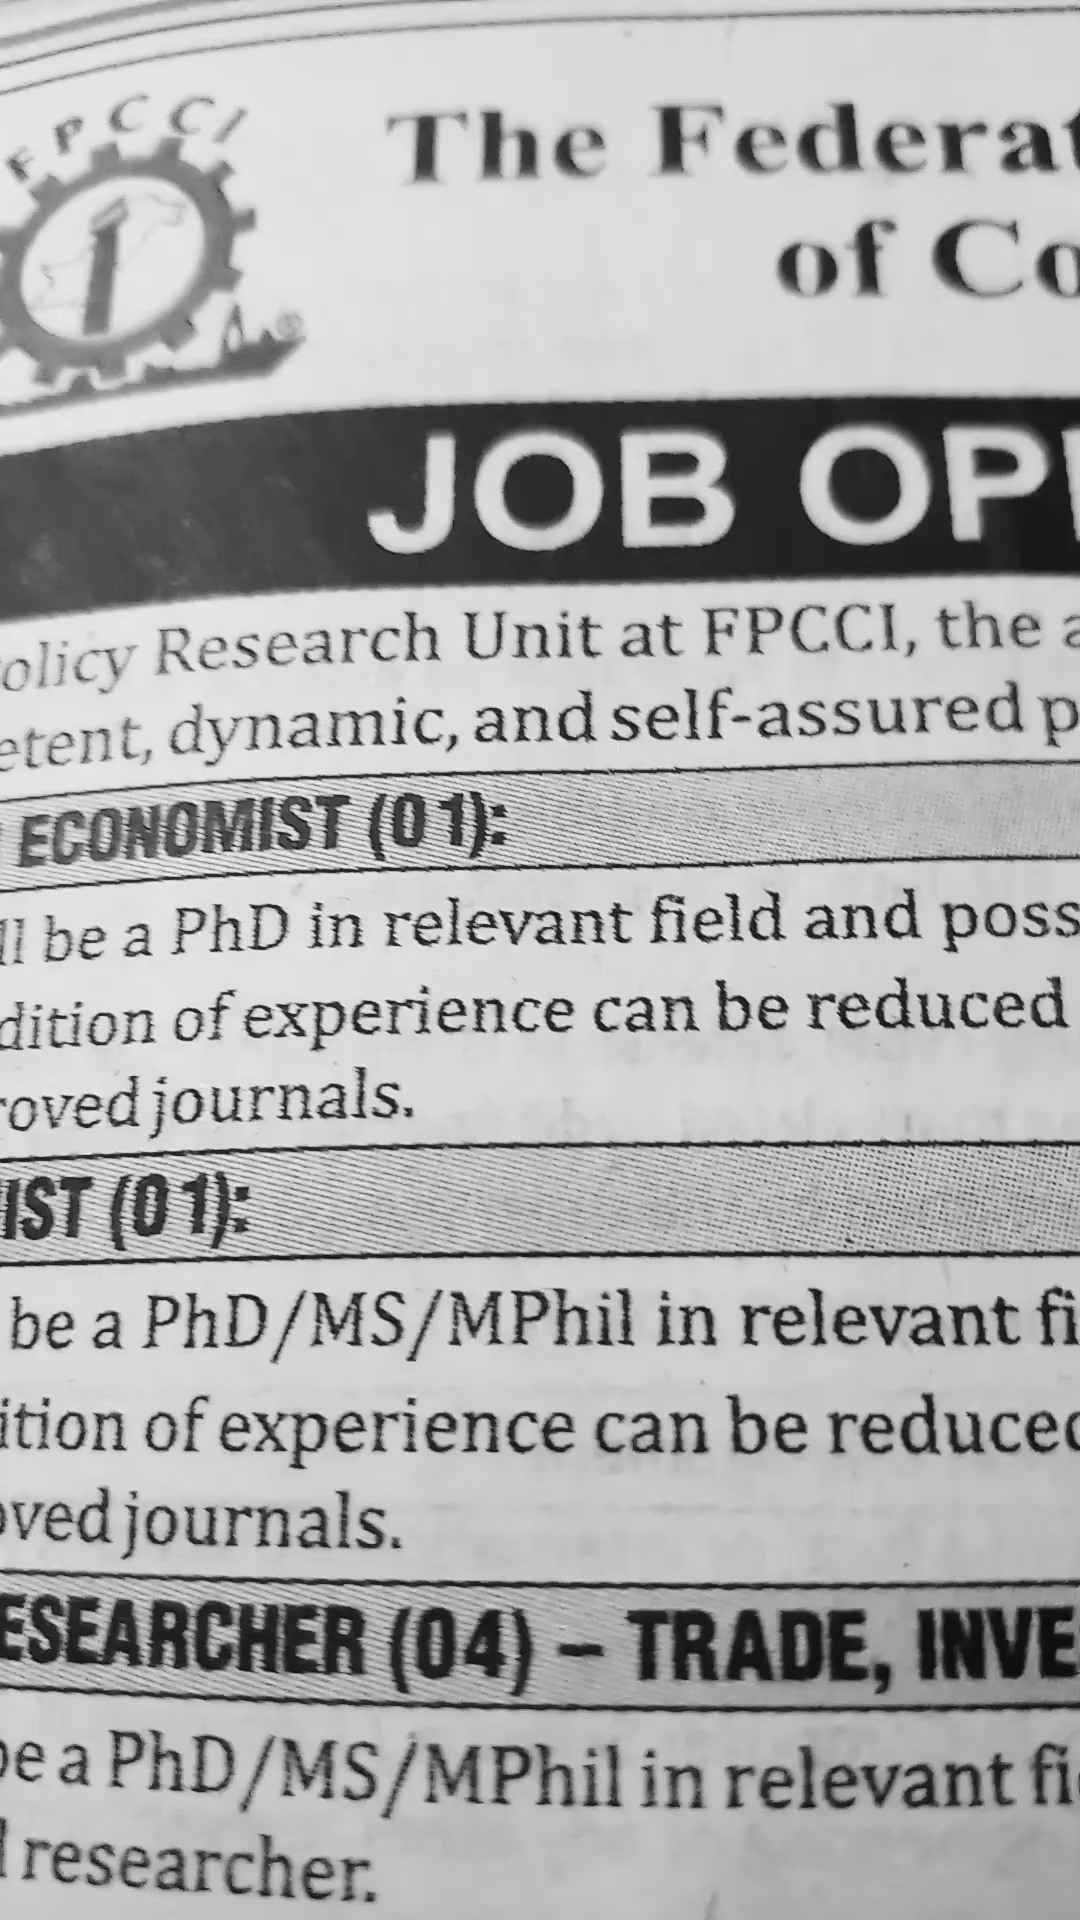 FPCCI
The Federat
of Co
JOB OP
olicy Research Unit at FPCCI, the a
etent, dynamic, and self-assured p
ECONOMIST (01):
ll be a PhD in relevant field and poss
dition of experience can be reduced
roved journals.
IST (01):
be a PhD/MS/MPhil in relevant fi
ition of experience can be reduced
oved journals.
ESEARCHER (04) – TRADE, INVE
be a PhD/MS/MPhil in relevant fi
researcher.